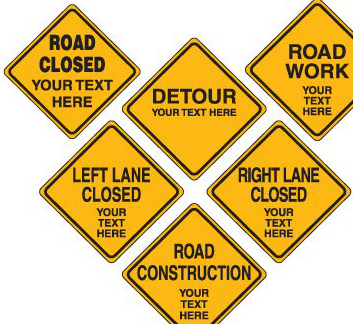 ROAD
CLOSED
YOUR TEXT
HERE
DETOUR
YOUR TEXT HERE
ROAD
WORK
YOUR
TEXT
HERE
LEFT LANE
CLOSED
YOUR
TEXT
HERE
RIGHT LANE
CLOSED
YOUR
TEXT
HERE
ROAD
CONSTRUCTION
YOUR
TEXT
HERE